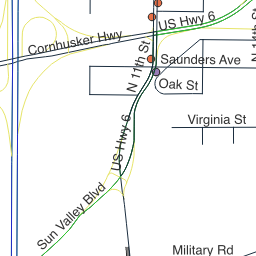 US Hwy 6
Cornhusker Hwy
N 11th St
Saunders Ave
N 14th St
Oak St
Virginia St
US Hwy 6
Sun Valley Blvd
Military Rd